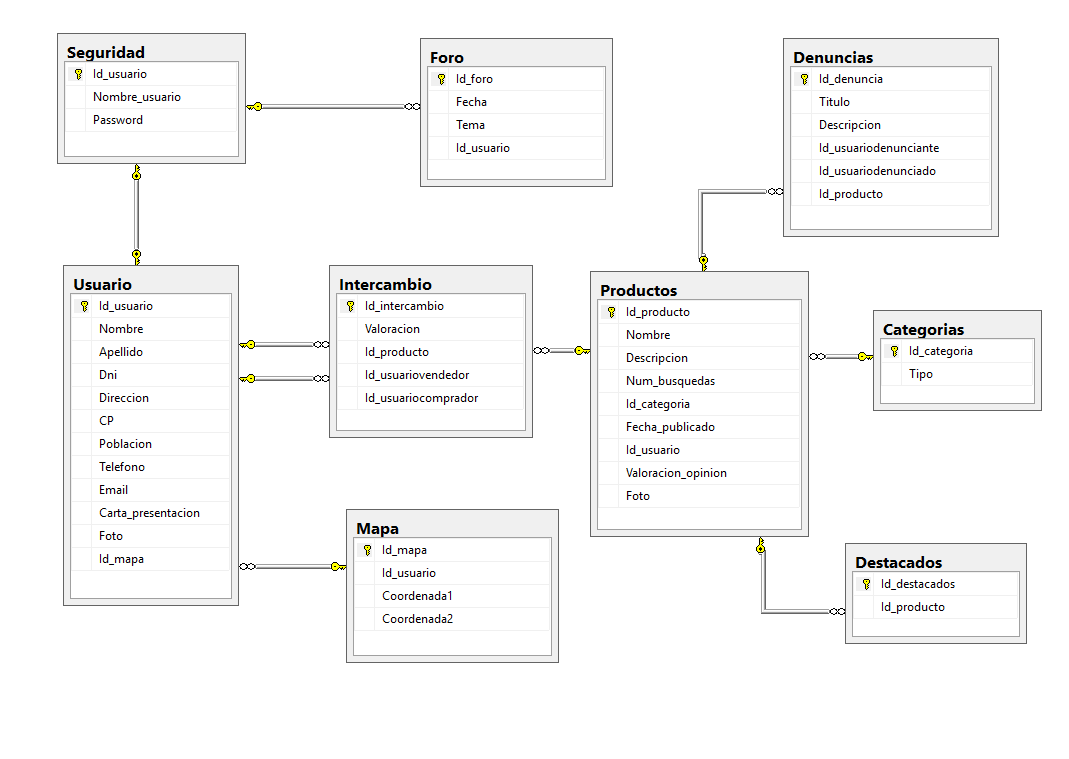 Seguridad
Id_usuario
Nombre_usuario
Password
Foro
Id_foro
Fecha
Tema
Id_usuario
Denuncias
Id_denuncia
Titulo
Descripcion
Id_usuariodenunciante
Id_usuariodenunciado
Id_producto
Usuario
Id_usuario
Nombre
Apellido
Dni
Direccion
CP
Poblacion
Telefono
Email
Carta_presentacion
Foto
Id_mapa
Intercambio
Id_intercambio
Valoracion
Id_producto
Id_usuariovendedor
Id_usuariocomprador
Productos
Id_producto
Nombre
Descripcion
Num_busquedas
Id_categoria
Fecha_publicado
Id_usuario
Valoracion_opinion
Foto
Categorias
Id_categoria
Tipo
Mapa
Id_mapa
Id_usuario
Coordenada1
Coordenada2
Destacados
Id_destacados
Id_producto